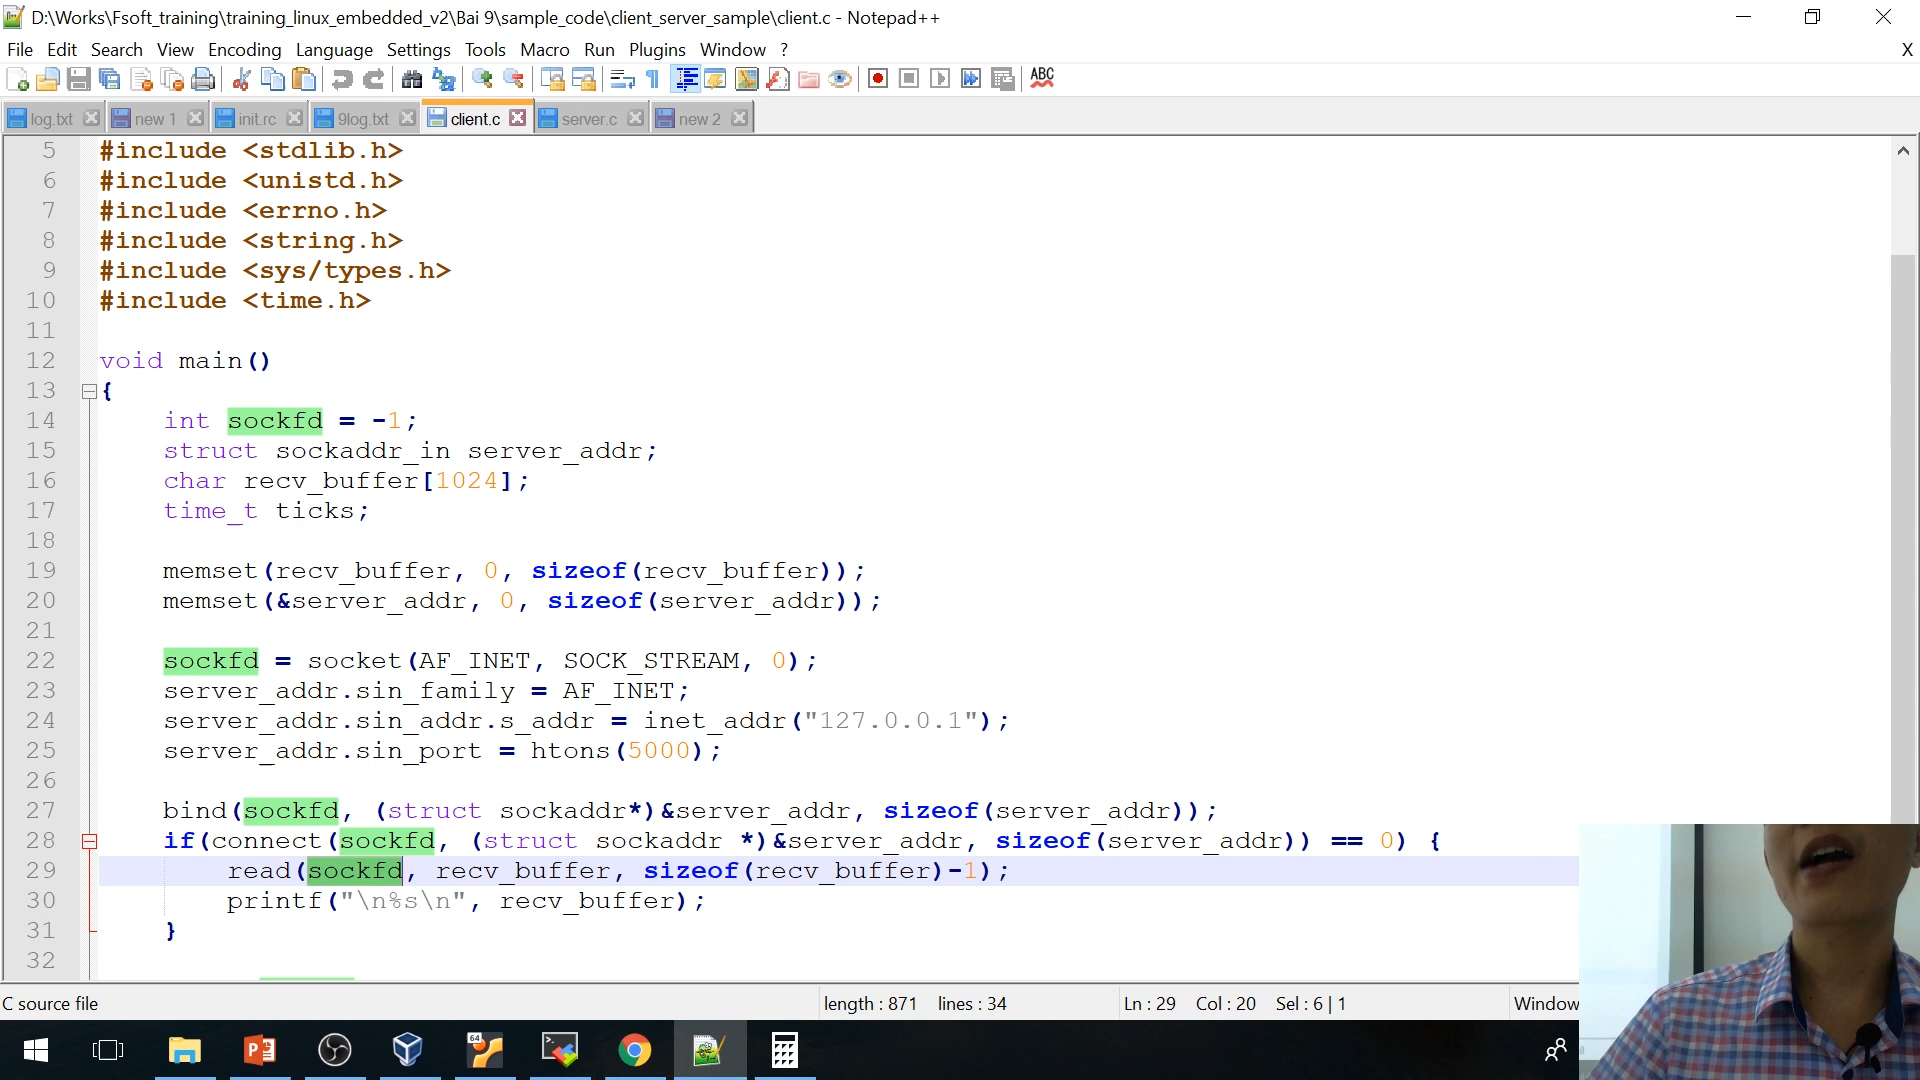 D:\Works\Fsoft_training\training_linux_embedded_v2\Bai 9\sample_code\client_server_sample\client.c - Notepad++
File Edit Search View Encoding Language Settings Tools Macro Run Plugins Window ?
X
ABC
log.txt new 1 init.rc 9log.txt client.c server.c new 2
5 #include <stdlib.h>
6 #include <unistd.h>
7 #include <errno.h>
8 #include <string.h>
9 #include <sys/types.h>
10 #include <time.h>
11
12 void main()
13 {
14 int sockfd = -1;
15 struct sockaddr_in server_addr;
16 char recv_buffer[1024];
17 time_t ticks;
18
19 memset(recv_buffer, 0, sizeof(recv_buffer));
20 memset(&server_addr, 0, sizeof(server_addr));
21
22 sockfd = socket(AF_INET, SOCK_STREAM, 0);
23 server_addr.sin_family = AF_INET;
24 server_addr.sin_addr.s_addr = inet_addr("127.0.0.1");
25 server_addr.sin_port = htons(5000);
26
27 bind(sockfd, (struct sockaddr*)&server_addr, sizeof(server_addr));
28 if(connect(sockfd, (struct sockaddr *)&server_addr, sizeof(server_addr)) == 0) {
29 read(sockfd, recv_buffer, sizeof(recv_buffer)-1);
30 printf("\n%s\n", recv_buffer);
31 }
32
C source file length : 871 lines : 34 Ln : 29 Col : 20 Sel : 6 | 1 Window
64